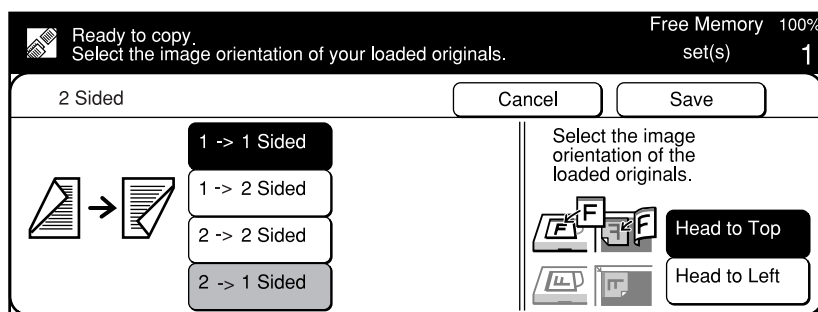 Ready to copy.
Select the image orientation of your loaded originals.
Free Memory 100%
set(s) 1
2 Sided
Cancel
Save
1 -> 1 Sided
1 -> 2 Sided
2 -> 2 Sided
2 -> 1 Sided
Select the image
orientation of the
loaded originals.
F F F F
Head to Top
F F
Head to Left